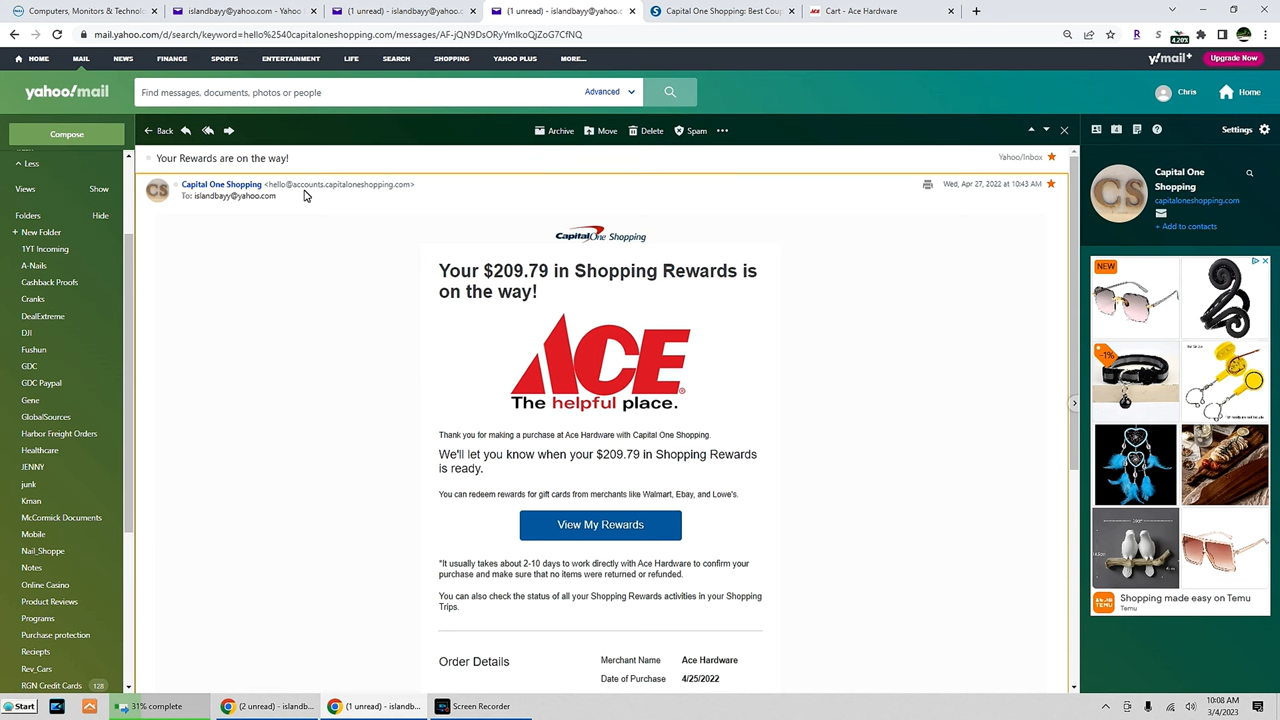 Computers, Monitors & Technolo
islandbayy@yahoo.com - Yahoo
(1 unread) - islandbayy@yahoo.c
(1 unread) - islandbayy@yahoo.c
Capital One Shopping: Best Coup
Cart - Ace Hardware
mail.yahoo.com/d/search/keyword=hello%2540capitaloneshopping.com/messages/AF-jQN9DsORyYmIkoQjZoG7CfNQ
4.20%
HOME MAIL NEWS FINANCE SPORTS ENTERTAINMENT LIFE SEARCH SHOPPING YAHOO PLUS MORE...
y!mail+ Upgrade Now
yahoo!mail
Find messages, documents, photos or people
Advanced
Chris
Home
Compose
Back
Archive Move Delete Spam
Settings
Less
Views Show
Folders Hide
New Folder
1YT Incoming
A-Nails
Cashback Proofs
Cranks
DealExtreme
DJI
Fushun
GDC
GDC Paypal
Gene
GlobalSources
Harbor Freight Orders
Healthcare
JENNY
junk
Kman
McCormick Documents
Mobile
Nail_Shoppe
Notes
Online Casino
Product Reviews
Programs
Purchase protection
Reciepts
Rev_Cars
RGN Credit Cards 128
Your Rewards are on the way!
Yahoo/Inbox
CS
Capital One Shopping <hello@accounts.capitaloneshopping.com>
To: islandbayy@yahoo.com
Wed, Apr 27, 2022 at 10:43 AM
Capital One Shopping
Your $209.79 in Shopping Rewards is
on the way!
ACE
The helpful place.
Thank you for making a purchase at Ace Hardware with Capital One Shopping.
We'll let you know when your $209.79 in Shopping Rewards
is ready.
You can redeem rewards for gift cards from merchants like Walmart, Ebay, and Lowe's.
View My Rewards
*It usually takes about 2-10 days to work directly with Ace Hardware to confirm your
purchase and make sure that no items were returned or refunded.
You can also check the status of all your Shopping Rewards activities in your Shopping
Trips.
Order Details
Merchant Name Ace Hardware
Date of Purchase 4/25/2022
CS
Capital One
Shopping
capitaloneshopping.com
+ Add to contacts
NEW
-1%
Shopping made easy on Temu
Temu
Start
31% complete
(2 unread) - islandb...
(1 unread) - islandb...
Screen Recorder
10:08 AM
3/4/2023